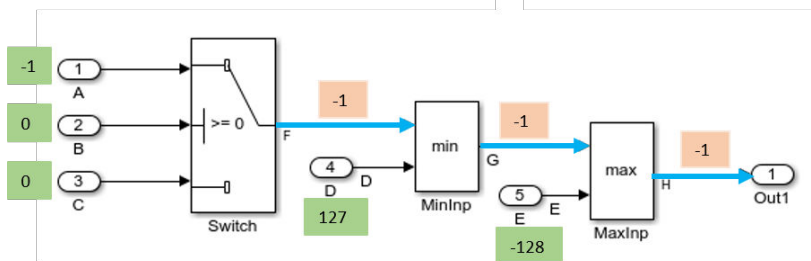 -1
1
A
0
2
B
0
3
C
>= 0
Switch
F
-1
4
D
D
127
min
MinInp
G
-1
5
E
E
-128
max
MaxInp
H
-1
1
Out1